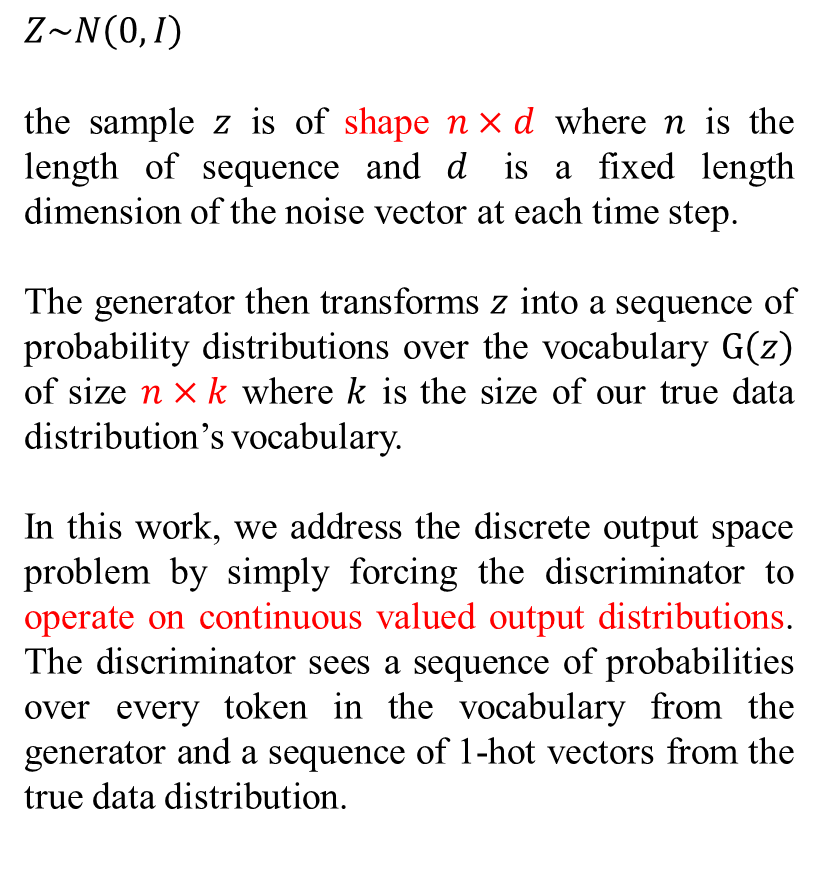 Z~N(0, I)
the sample z is of shape n × d where n is the
length of sequence and d is a fixed length
dimension of the noise vector at each time step.
The generator then transforms z into a sequence of
probability distributions over the vocabulary G(z)
of size n × k where k is the size of our true data
distribution’s vocabulary.
In this work, we address the discrete output space
problem by simply forcing the discriminator to
operate on continuous valued output distributions.
The discriminator sees a sequence of probabilities
over every token in the vocabulary from the
generator and a sequence of 1-hot vectors from the
true data distribution.